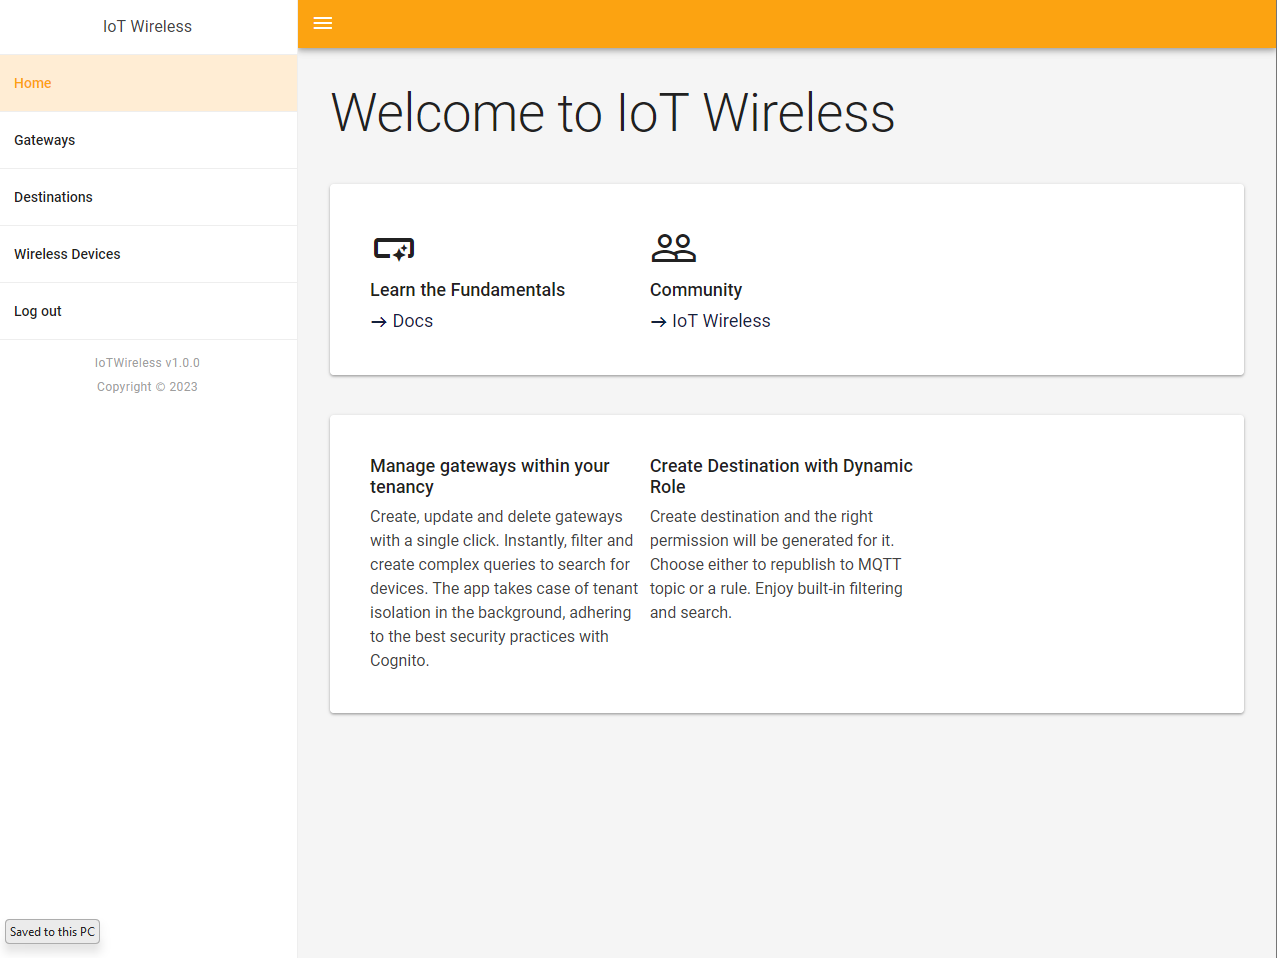 IoT Wireless
Home
Gateways
Destinations
Wireless Devices
Log out
IoTWireless v1.0.0
Copyright © 2023
Welcome to IoT Wireless
Learn the Fundamentals
→ Docs
Community
→ IoT Wireless
Manage gateways within your
tenancy
Create, update and delete gateways
with a single click. Instantly, filter and
create complex queries to search for
devices. The app takes case of tenant
isolation in the background, adhering
to the best security practices with
Cognito.
Create Destination with Dynamic
Role
Create destination and the right
permission will be generated for it.
Choose either to republish to MQTT
topic or a rule. Enjoy built-in filtering
and search.
Saved to this PC